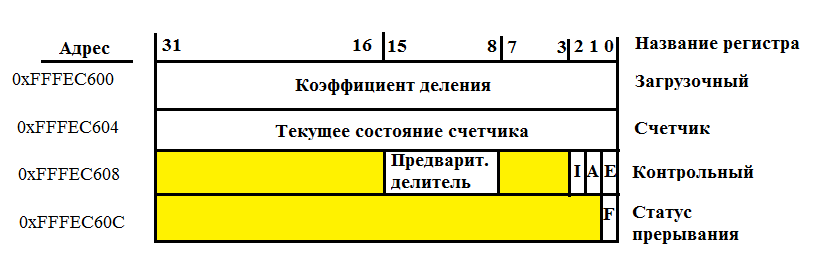 Адрес 31 16 15 8 7 3 2 1 0 Название регистра
0xFFFEC600 Коэффициент деления Загрузочный
0xFFFEC604 Текущее состояние счетчика Счетчик
0xFFFEC608 Предварит. делитель I A E Контрольный
0xFFFEC60C F Статус прерывания